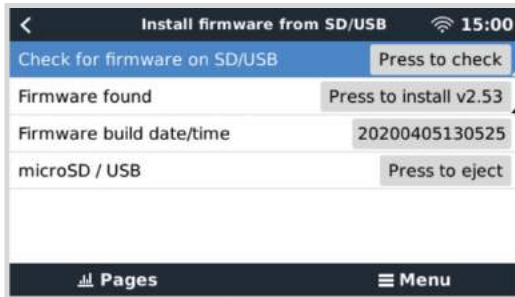 Install firmware from SD/USB 15:00
Check for firmware on SD/USB Press to check
Firmware found Press to install v2.53
Firmware build date/time 20200405130525
microSD / USB Press to eject
Pages Menu